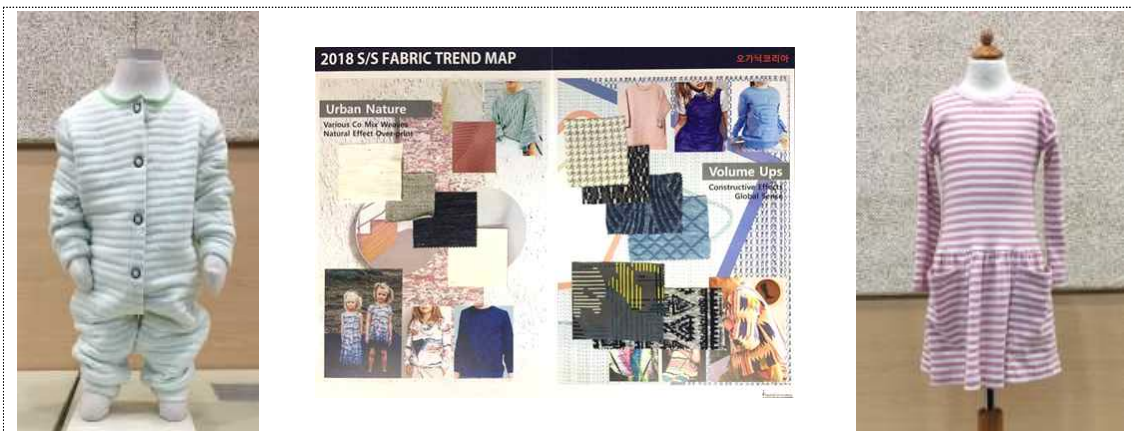 2018 S/S FABRIC TREND MAP
오가닉코리아
Urban Nature
Various Co Mix Weaves
Natural Effect Over-print
Volume Ups
Constructive Effects
Global Sense